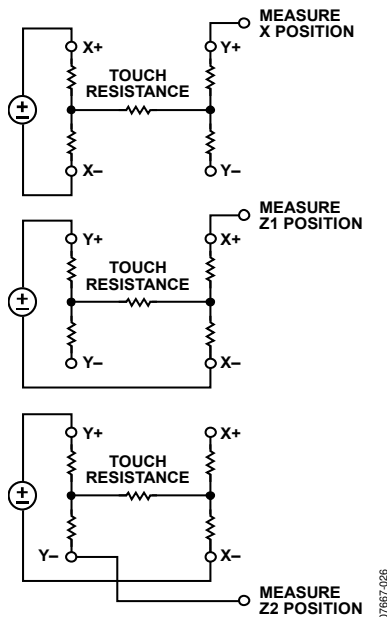 MEASURE
X POSITION
X+
Y+
TOUCH
RESISTANCE
X–
Y–
MEASURE
Z1 POSITION
Y+
X+
TOUCH
RESISTANCE
Y–
X–
Y+
X+
TOUCH
RESISTANCE
Y–
X–
MEASURE
Z2 POSITION
07667-026